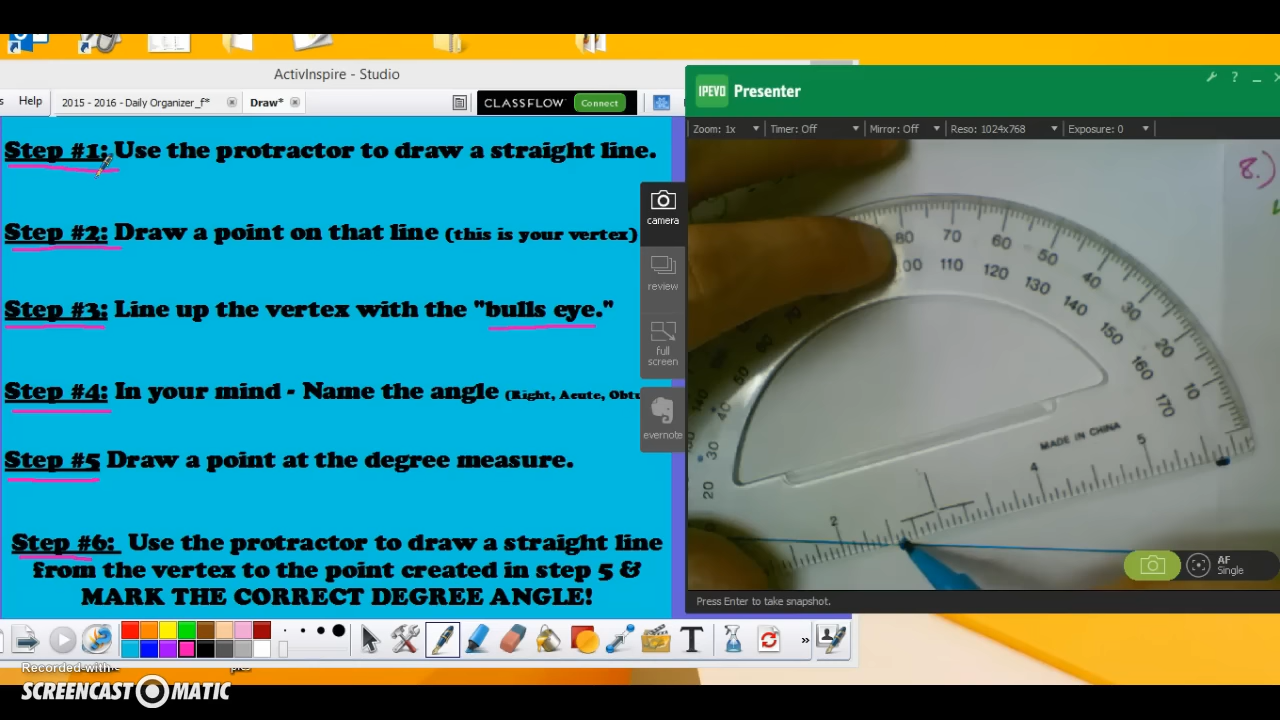 ActivInspire - Studio
Help
2015 - 2016 - Daily Organizer_f*
Draw*
CLASSFLOW
Connect
Step #1: Use the protractor to draw a straight line.
Step #2: Draw a point on that line (this is your vertex)
Step #3: Line up the vertex with the "bulls eye."
Step #4: In your mind - Name the angle (Right, Acute, Obtu
Step #5 Draw a point at the degree measure.
Step #6: Use the protractor to draw a straight line
from the vertex to the point created in step 5 &
MARK THE CORRECT DEGREE ANGLE!
IPEVO Presenter
Zoom: 1x
Timer: Off
Mirror: Off
Reso: 1024x768
Exposure: 0
camera
review
full
screen
evernote
8.)
80 70 60 50 40 30 20 10
110 120 130 140 150 160 170
50
40
30
20
MADE IN CHINA
2 4 5
AF
Single
Press Enter to take snapshot.
T
Recorded with
SCREENCAST MATIC